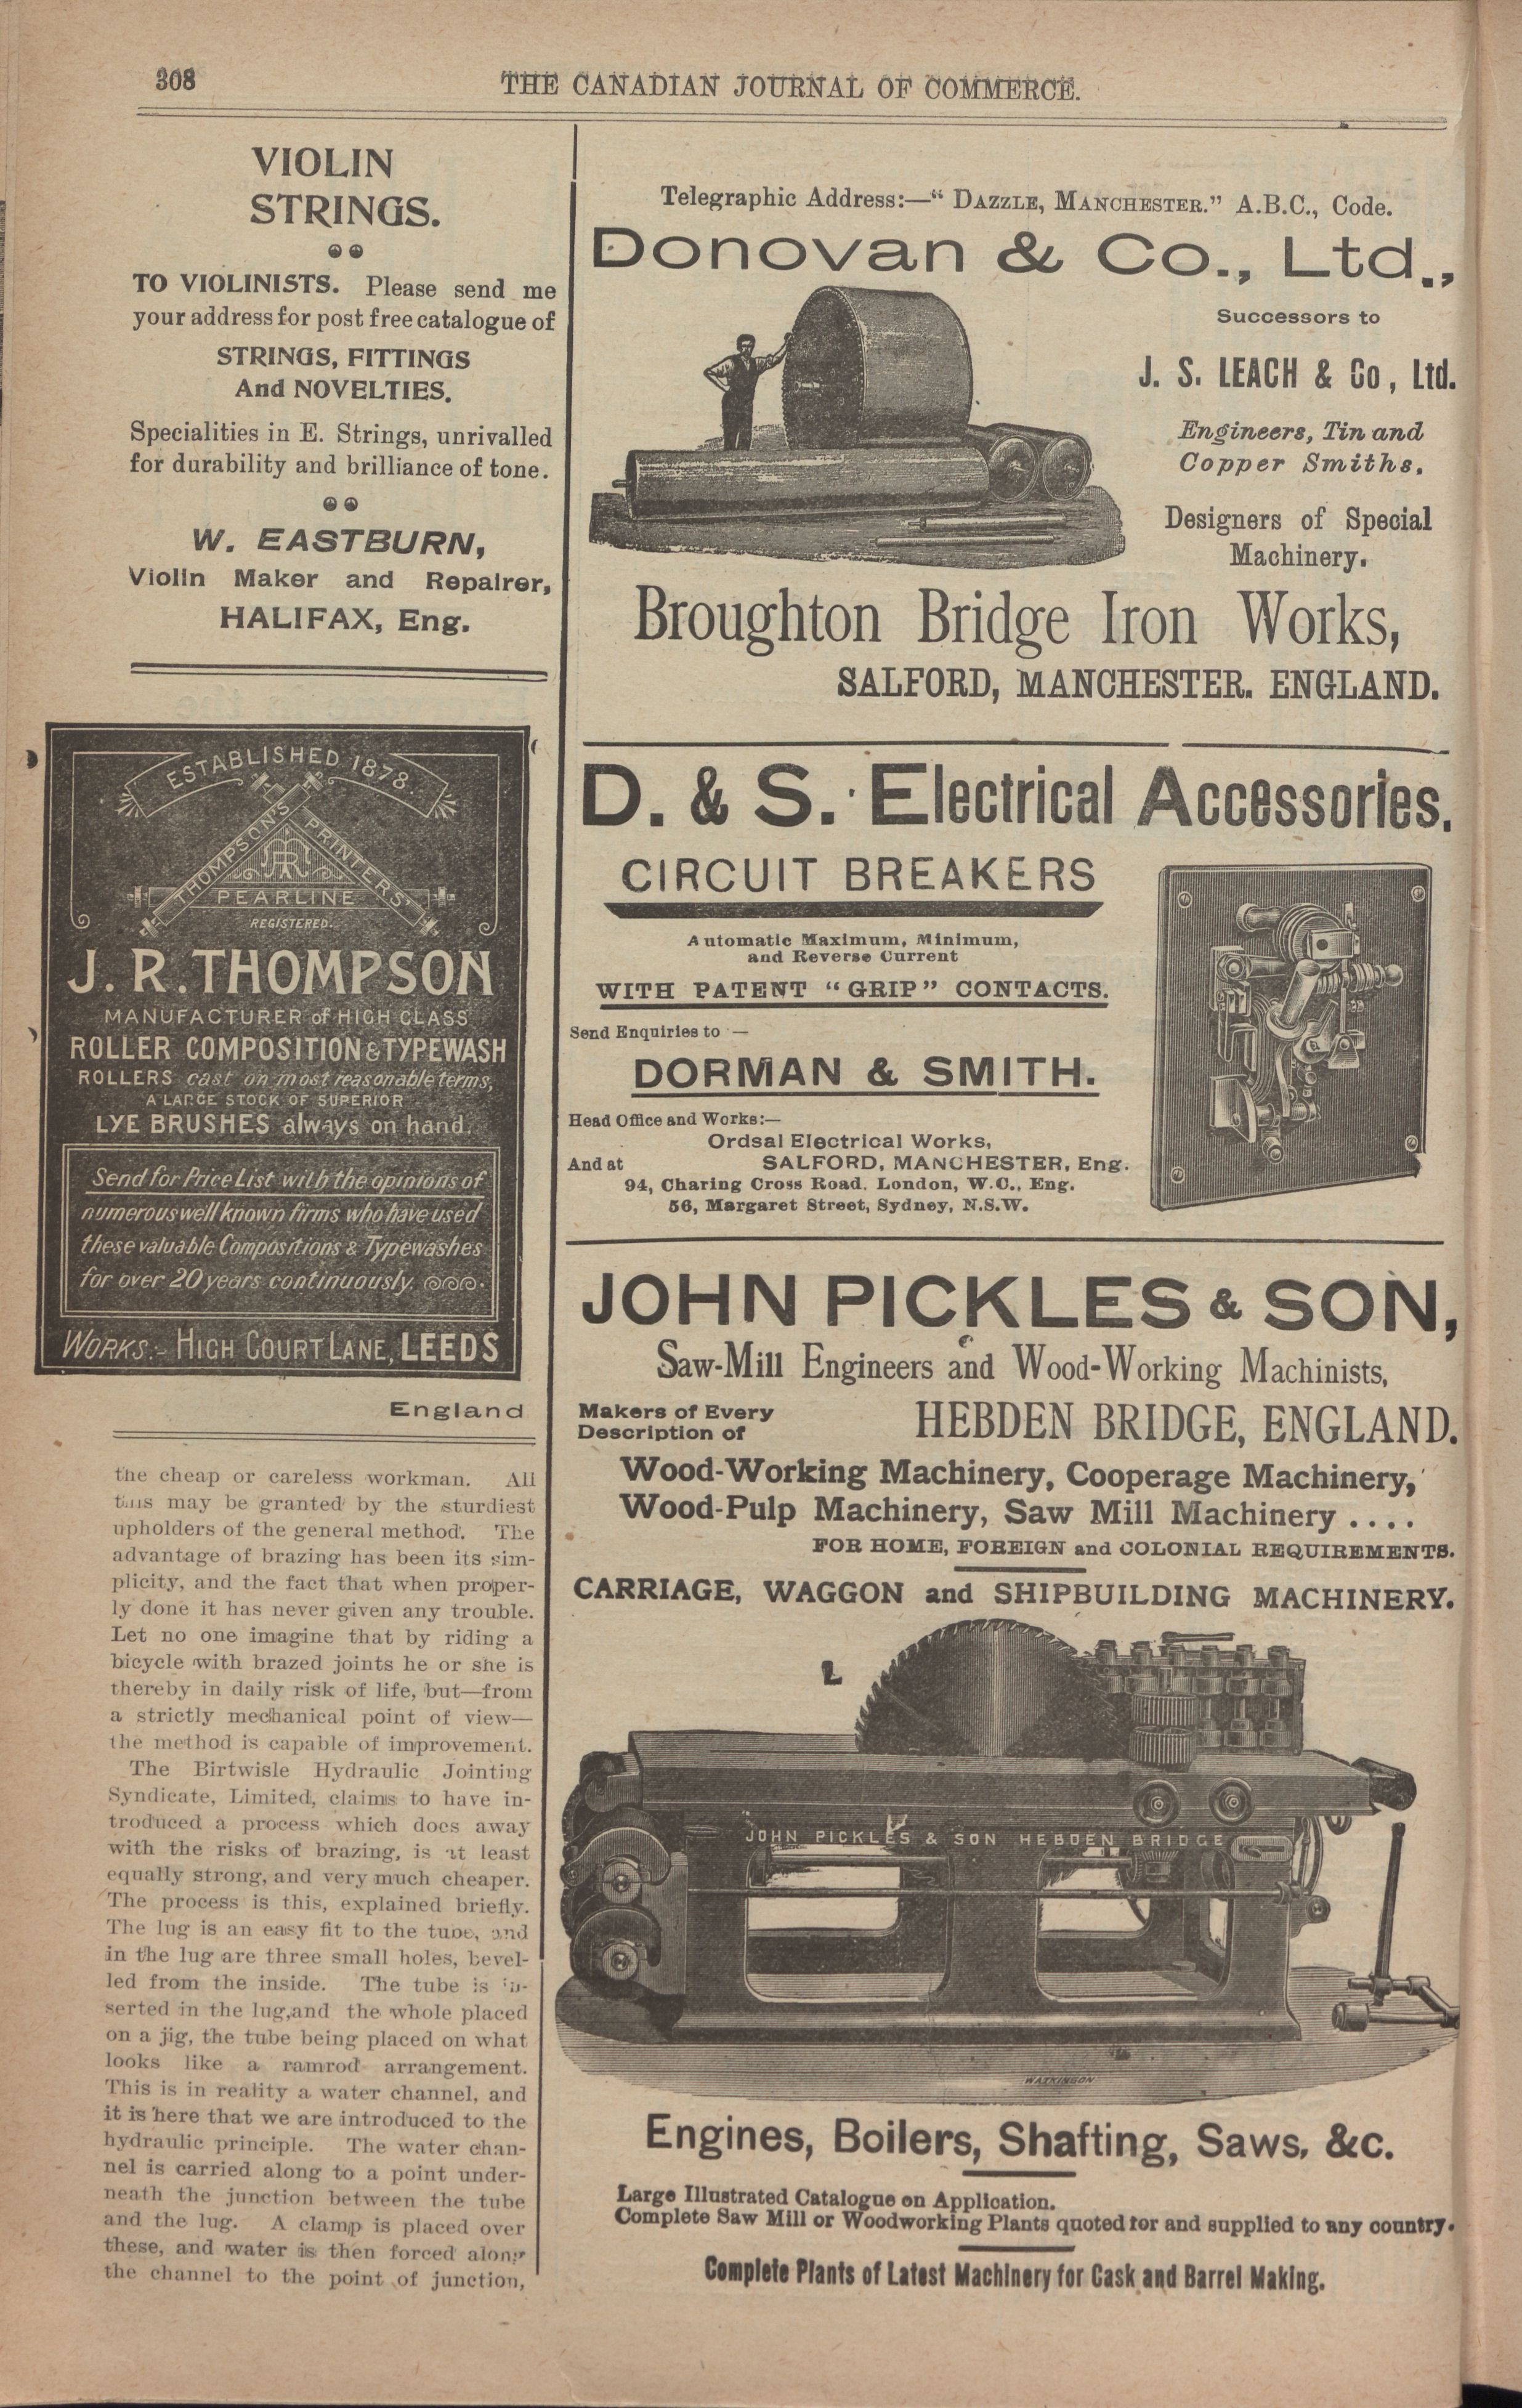 308
THE CANADIAN JOURNAL OF COMMERCE.
VIOLIN
STRINGS.
TO VIOLINISTS. Please send me
your address for post free catalogue of
STRINGS, FITTINGS
And NOVELTIES.
Specialities in E. Strings, unrivalled
for durability and brilliance of tone.
W. EASTBURN,
Violin Maker and Repairer,
HALIFAX, Eng.
ESTABLISHED 1878.
THOMPSON'S PRINTERS'
PEARLINE
REGISTERED.
J. R. THOMPSON
MANUFACTURER of HIGH CLASS
ROLLER COMPOSITION & TYPEWASH
ROLLERS cast on most reasonable terms,
A LARGE STOCK OF SUPERIOR
LYE BRUSHES always on hand.
Send for Price List with the opinions of
numerous well known firms who have used
these valuable Compositions & Typewashes
for over 20 years continuously.
WORKS:- HIGH COURT LANE, LEEDS
England
the cheap or careless workman. All
this may be granted by the sturdiest
upholders of the general method. The
advantage of brazing has been its sim-
plicity, and the fact that when proper-
ly done it has never given any trouble.
Let no one imagine that by riding a
bicycle with brazed joints he or she is
thereby in daily risk of life, but—from
a strictly mechanical point of view—
the method is capable of improvement.
The Birtwisle Hydraulic Jointing
Syndicate, Limited, claims to have in-
troduced a process which does away
with the risks of brazing, is at least
equally strong, and very much cheaper.
The process is this, explained briefly.
The lug is an easy fit to the tube, and
in the lug are three small holes, bevel-
led from the inside. The tube is in-
serted in the lug, and the whole placed
on a jig, the tube being placed on what
looks like a ramrod arrangement.
This is in reality a water channel, and
it is here that we are introduced to the
hydraulic principle. The water chan-
nel is carried along to a point under-
neath the junction between the tube
and the lug. A clamp is placed over
these, and water is then forced along
the channel to the point of junction,
Telegraphic Address:—"DAZZLE, MANCHESTER." A.B.C., Code.
Donovan & Co., Ltd.,
Successors to
J. S. LEACH & Co, Ltd.
Engineers, Tin and
Copper Smiths.
Designers of Special
Machinery.
Broughton Bridge Iron Works,
SALFORD, MANCHESTER. ENGLAND.
D. & S. Electrical Accessories.
CIRCUIT BREAKERS
Automatic Maximum, Minimum,
and Reverse Current
WITH PATENT "GRIP" CONTACTS.
Send Enquiries to —
DORMAN & SMITH.
Head Office and Works:—
Ordsal Electrical Works,
And at SALFORD, MANCHESTER, Eng.
94, Charing Cross Road. London, W.C., Eng.
56, Margaret Street, Sydney, N.S.W.
JOHN PICKLES & SON,
Saw-Mill Engineers and Wood-Working Machinists,
Makers of Every
Description of
HEBDEN BRIDGE, ENGLAND.
Wood-Working Machinery, Cooperage Machinery,
Wood-Pulp Machinery, Saw Mill Machinery ....
FOR HOME, FOREIGN and COLONIAL REQUIREMENTS.
CARRIAGE, WAGGON and SHIPBUILDING MACHINERY.
JOHN PICKLES & SON HEBDEN BRIDGE
WATKINSON
Engines, Boilers, Shafting, Saws, &c.
Large Illustrated Catalogue on Application.
Complete Saw Mill or Woodworking Plants quoted for and supplied to any country.
Complete Plants of Latest Machinery for Cask and Barrel Making.